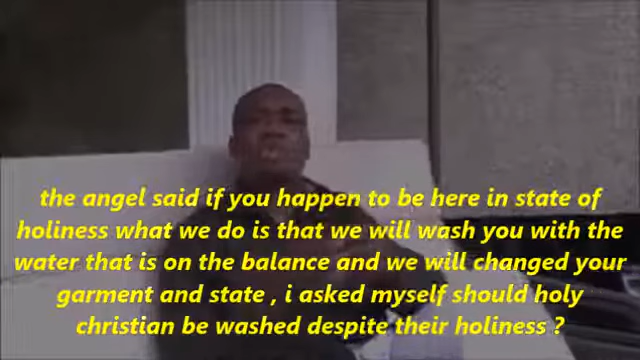 the angel said if you happen to be here in state of
holiness what we do is that we will wash you with the
water that is on the balance and we will changed your
garment and state , i asked myself should holy
christian be washed despite their holiness ?